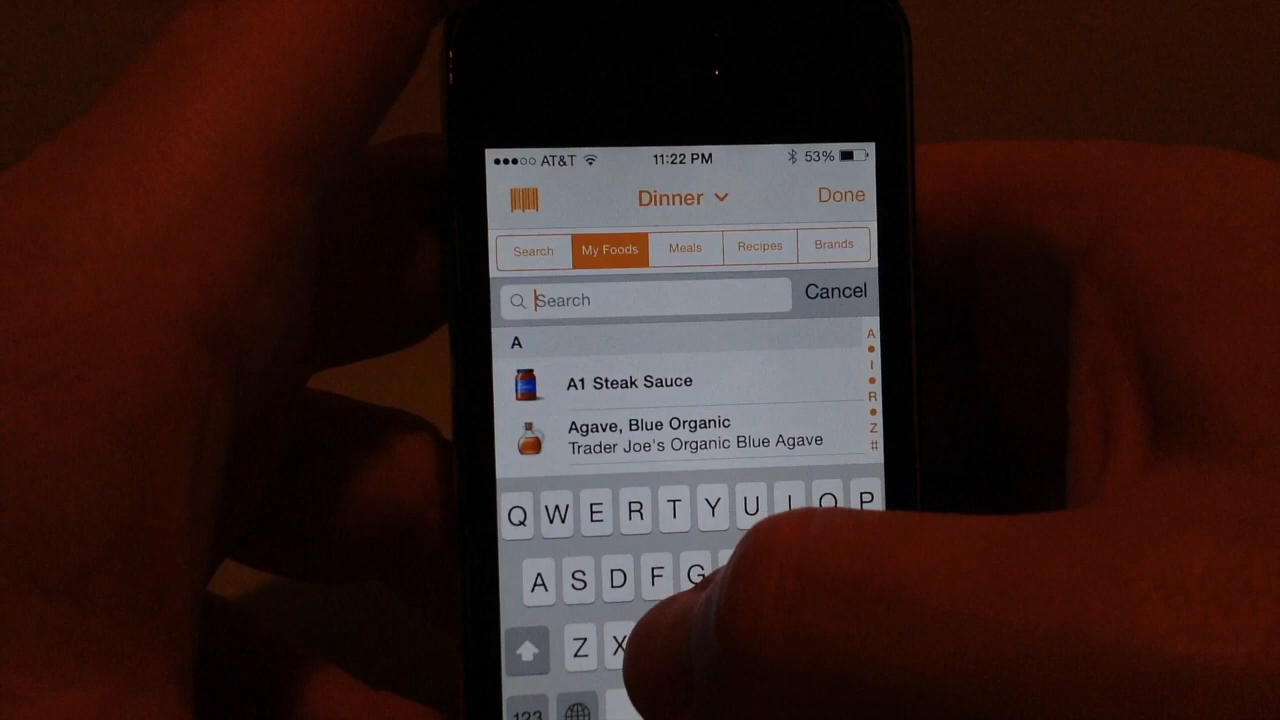 AT&T 11:22 PM 53%
Dinner Done
Search My Foods Meals Recipes Brands
Search Cancel
A
A1 Steak Sauce
Agave, Blue Organic
Trader Joe's Organic Blue Agave
A
I
R
Z
#
Q W E R T Y U I O P
A S D F G
Z X
123